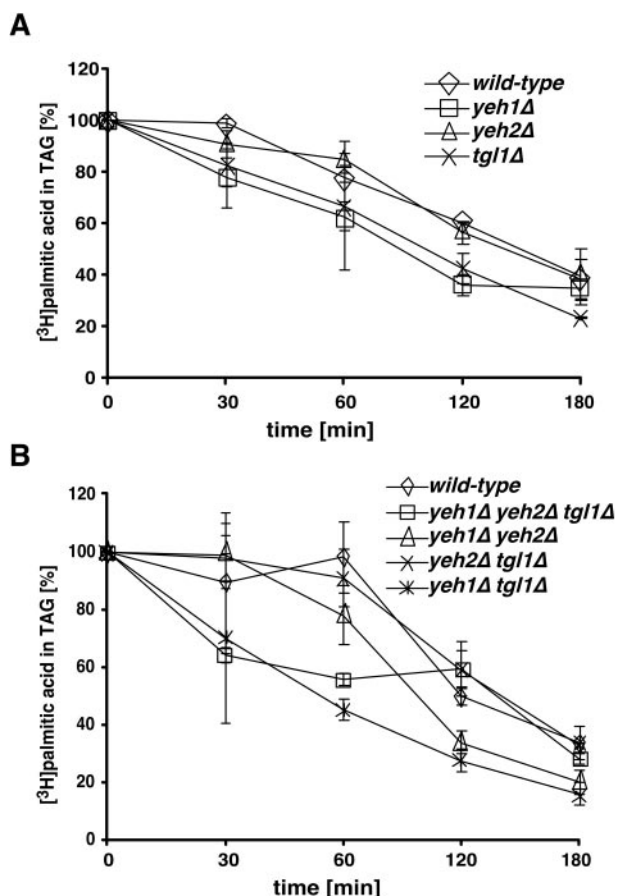 A
120
100
80
60
40
20
0
[³H]palmitic acid in TAG [%]
wild-type
yeh1Δ
yeh2Δ
tgl1Δ
0 30 60 120 180
time [min]
B
120
100
80
60
40
20
0
[³H]palmitic acid in TAG [%]
wild-type
yeh1Δ yeh2Δ tgl1Δ
yeh1Δ yeh2Δ
yeh2Δ tgl1Δ
yeh1Δ tgl1Δ
0 30 60 120 180
time [min]